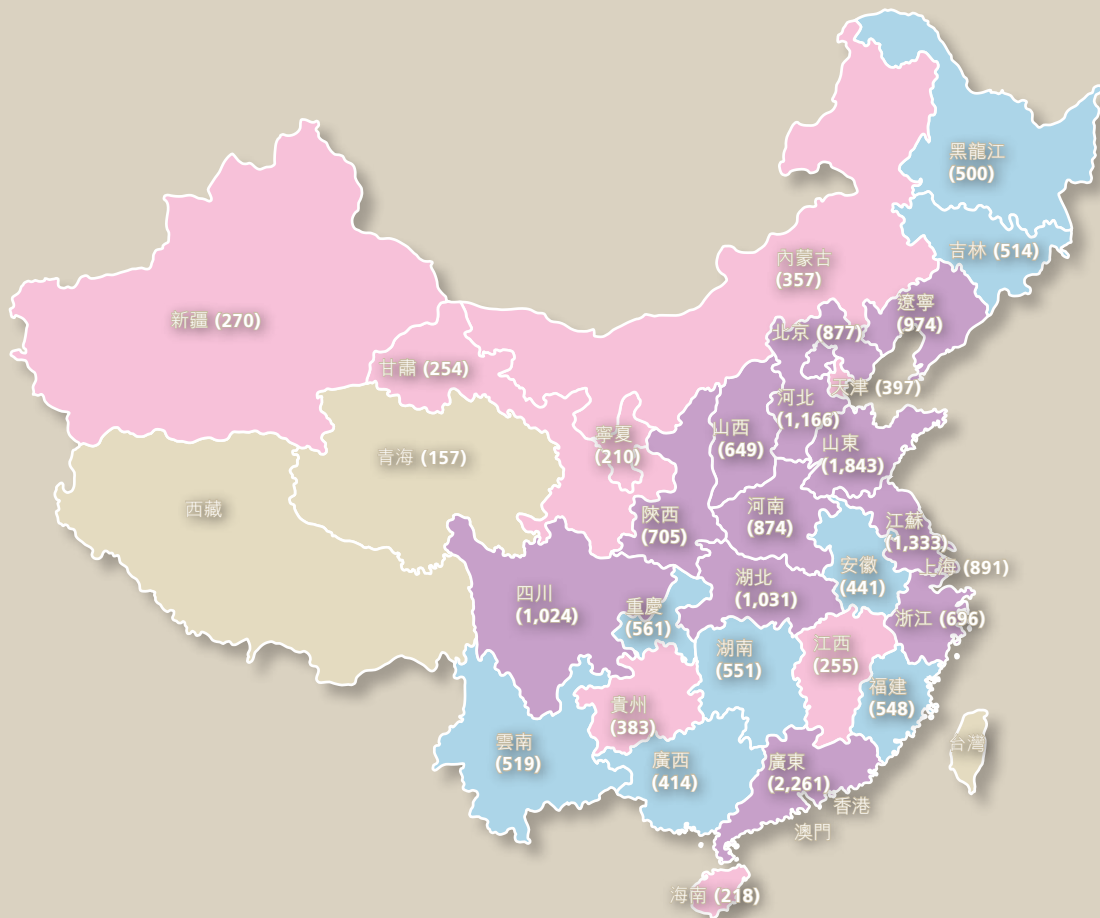 黑龍江
(500)
吉林 (514)
內蒙古
(357)
遼寧
(974)
新疆 (270)
北京 (877)
甘肅 (254)
天津 (397)
河北
(1,166)
山西
(649)
寧夏
(210)
山東
(1,843)
青海 (157)
西藏
河南
(874)
陝西
(705)
江蘇
(1,333)
安徽
(441)
上海 (891)
湖北
(1,031)
四川
(1,024)
重慶
(561)
浙江 (696)
湖南
(551)
江西
(255)
福建
(548)
貴州
(383)
雲南
(519)
廣西
(414)
廣東
(2,261)
台灣
香港
澳門
海南 (218)